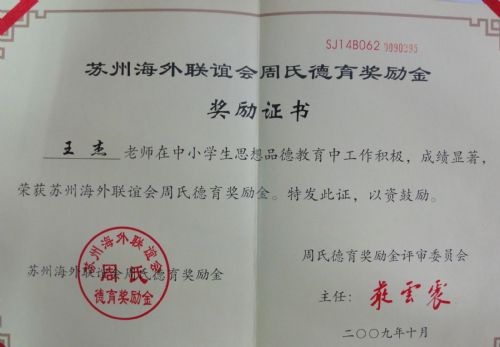 SJ14B062 0090395
苏州海外联谊会周氏德育奖励金
奖励证书
王杰 老师在中小学生思想品德教育中工作积极，成绩显著，
荣获苏州海外联谊会周氏德育奖励金。特发此证，以资鼓励。
苏州海外联谊会
周氏
德育奖励金
苏州海外联谊会周氏德育奖励金
周氏德育奖励金评审委员会
主任：
二〇〇九年十月